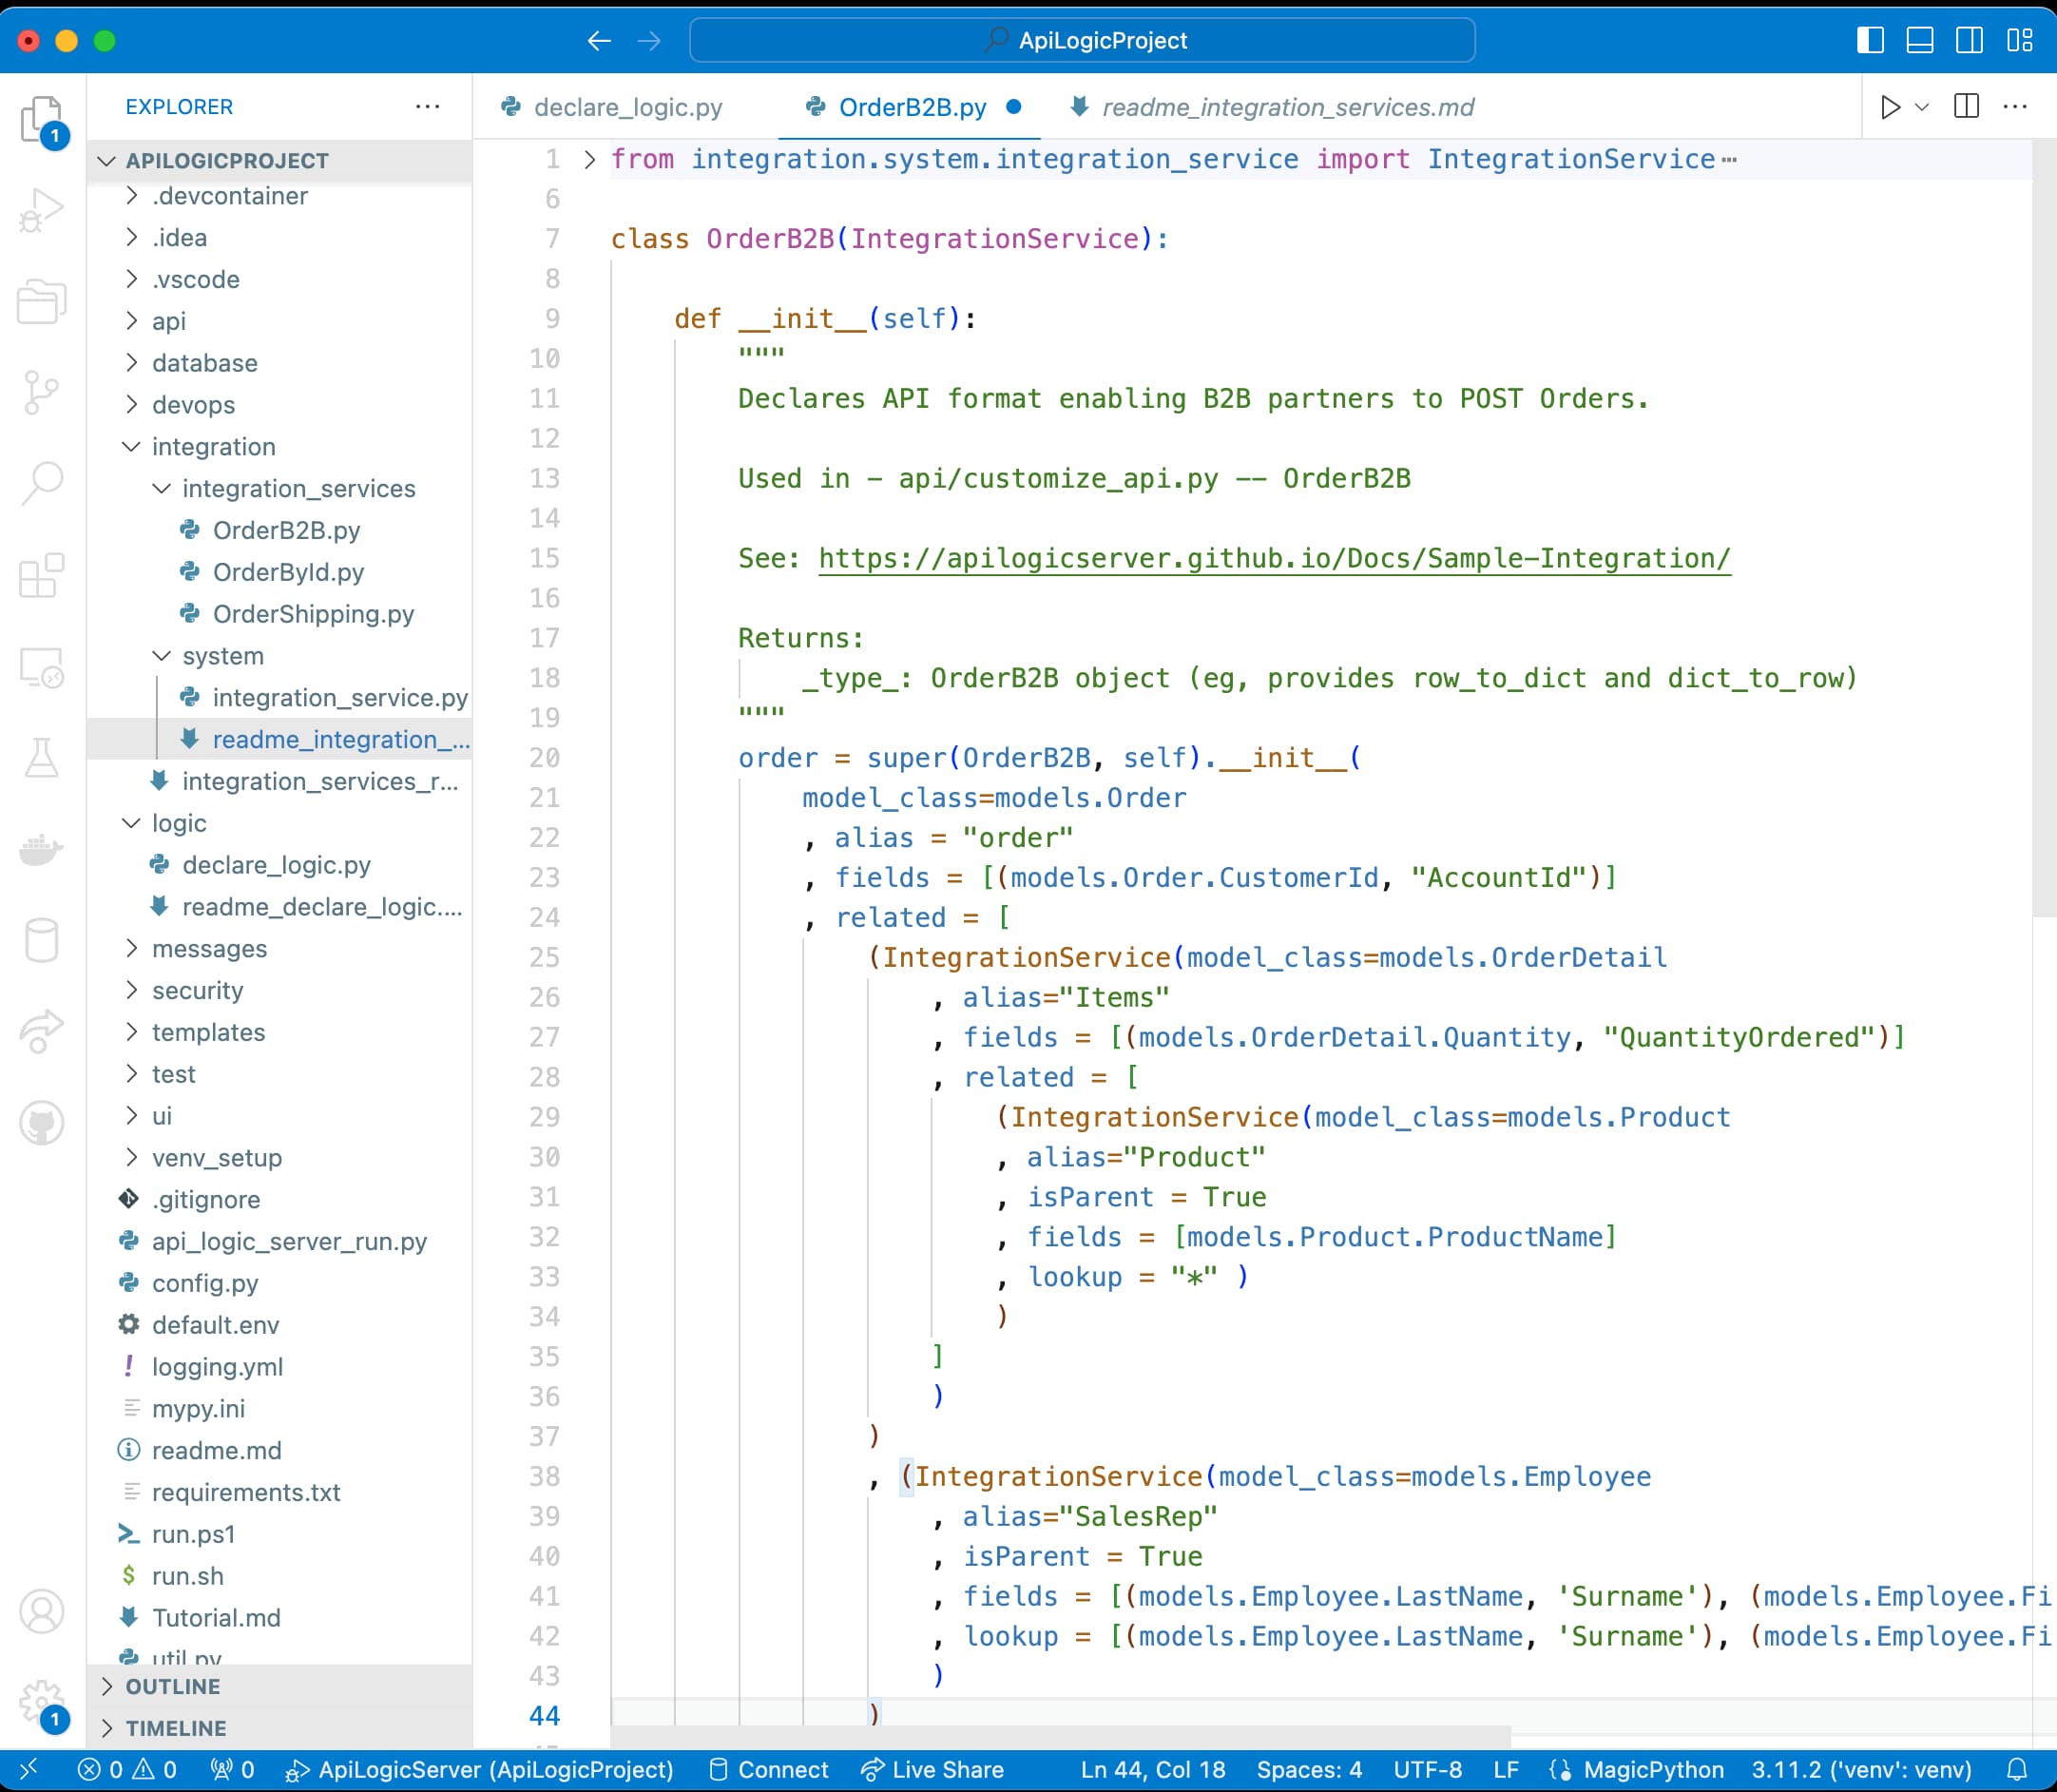 ApiLogicProject
EXPLORER
1
APILOGICPROJECT
.devcontainer
.idea
.vscode
api
database
devops
integration
integration_services
OrderB2B.py
OrderById.py
OrderShipping.py
system
integration_service.py
readme_integration_...
integration_services_r...
logic
declare_logic.py
readme_declare_logic....
messages
security
templates
test
ui
venv_setup
.gitignore
api_logic_server_run.py
config.py
default.env
logging.yml
mypy.ini
readme.md
requirements.txt
run.ps1
run.sh
Tutorial.md
util.py
OUTLINE
TIMELINE
1
declare_logic.py OrderB2B.py readme_integration_services.md
1 from integration.system.integration_service import IntegrationService…
6
7 class OrderB2B(IntegrationService):
8
9 def __init__(self):
10 """
11 Declares API format enabling B2B partners to POST Orders.
12
13 Used in - api/customize_api.py -- OrderB2B
14
15 See: https://apilogicserver.github.io/Docs/Sample-Integration/
16
17 Returns:
18 _type_: OrderB2B object (eg, provides row_to_dict and dict_to_row)
19 """
20 order = super(OrderB2B, self).__init__(
21 model_class=models.Order
22 , alias = "order"
23 , fields = [(models.Order.CustomerId, "AccountId")]
24 , related = [
25 (IntegrationService(model_class=models.OrderDetail
26 , alias="Items"
27 , fields = [(models.OrderDetail.Quantity, "QuantityOrdered")]
28 , related = [
29 (IntegrationService(model_class=models.Product
30 , alias="Product"
31 , isParent = True
32 , fields = [models.Product.ProductName]
33 , lookup = "*" )
34 )
35 ]
36 )
37 )
38 , (IntegrationService(model_class=models.Employee
39 , alias="SalesRep"
40 , isParent = True
41 , fields = [(models.Employee.LastName, 'Surname'), (models.Employee.Fi
42 , lookup = [(models.Employee.LastName, 'Surname'), (models.Employee.Fi
43 )
44 )
0 0 0 ApiLogicServer (ApiLogicProject) Connect Live Share Ln 44, Col 18 Spaces: 4 UTF-8 LF MagicPython 3.11.2 ('venv': venv)